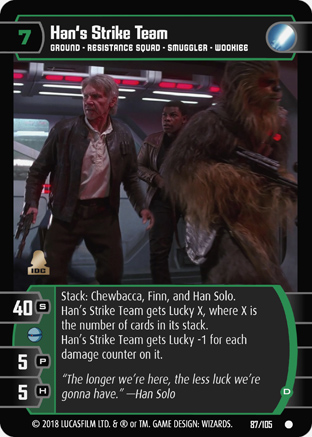 7
Han's Strike Team
GROUND - RESISTANCE SQUAD - SMUGGLER - WOOKIEE
IDC
40 S
5 P
5 H
Stack: Chewbacca, Finn, and Han Solo.
Han's Strike Team gets Lucky X, where X is
the number of cards in its stack.
Han's Strike Team gets Lucky -1 for each
damage counter on it.
"The longer we're here, the less luck we're
gonna have." —Han Solo
D
© 2018 LUCASFILM LTD. & ® or TM. GAME DESIGN: WIZARDS. 87/105